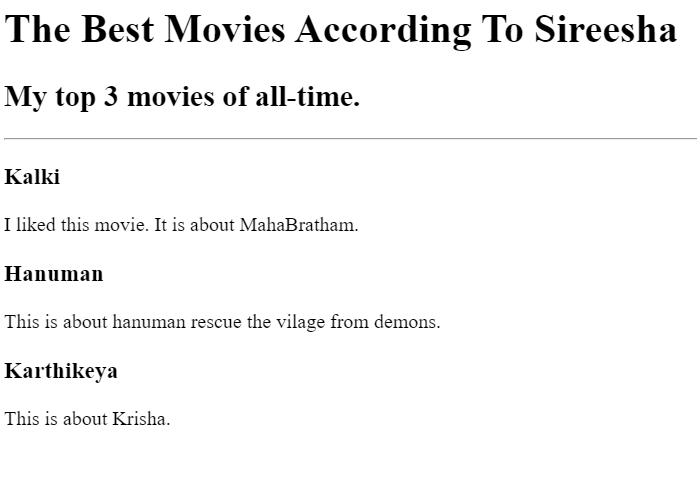 The Best Movies According To Sireesha
My top 3 movies of all-time.
Kalki
I liked this movie. It is about MahaBratham.
Hanuman
This is about hanuman rescue the vilage from demons.
Karthikeya
This is about Krisha.